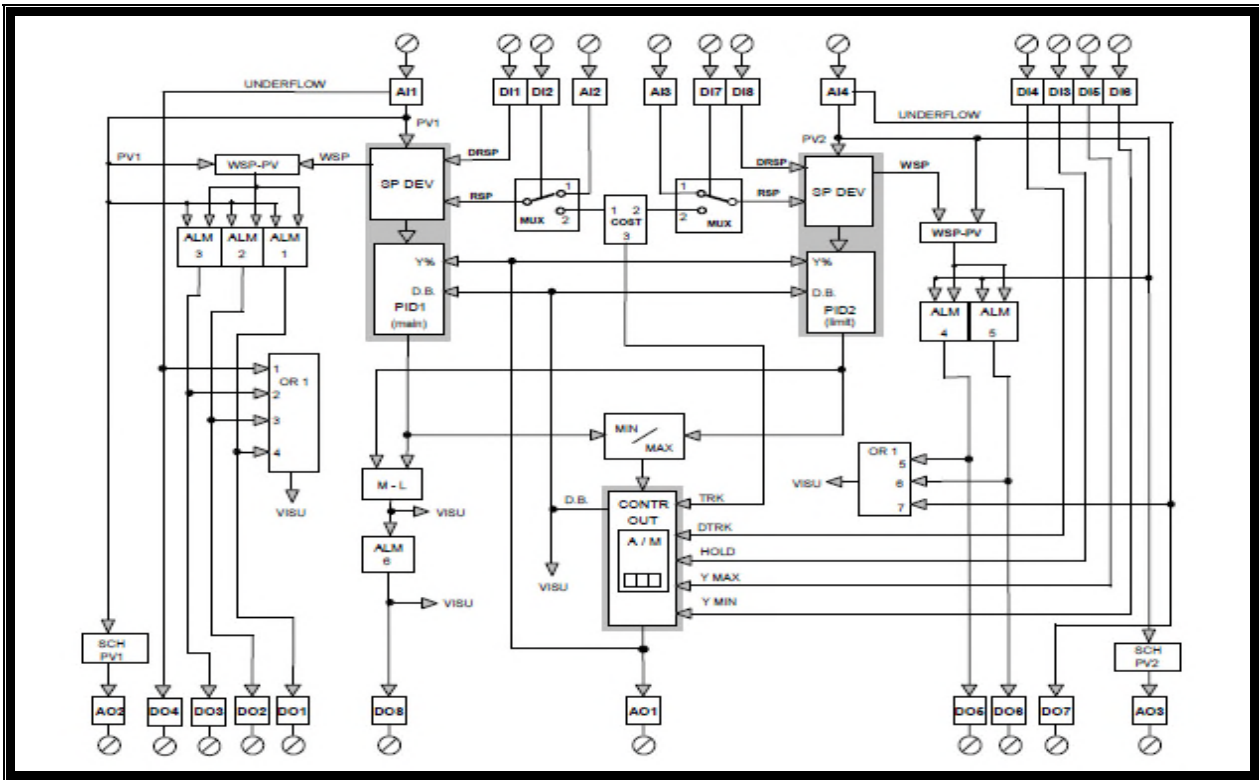 UNDERFLOW
AI1
DI1 DI2
AI2
AI3
DI7 DI8
AI4
DI4 DI3 DI5 DI6
UNDERFLOW
PV1
PV2
PV1
WSP-PV
WSP
SP DEV
DRSP
RSP
MUX
1
2
1 2
COST
3
1
2
MUX
DRSP
RSP
SP DEV
WSP
WSP-PV
ALM
3
ALM
2
ALM
1
Y%
D.B.
PID1
(main)
Y%
D.B.
PID2
(limit)
ALM
4
ALM
5
1
OR 1
2
3
4
VISU
MIN
MAX
M - L
VISU
ALM
6
VISU
D.B.
VISU
CONTR
OUT
A / M
TRK
DTRK
HOLD
Y MAX
Y MIN
OR 1
5
6
7
VISU
SCH
PV1
SCH
PV2
AO2
DO4
DO3
DO2
DO1
DO8
AO1
DO5
DO6
DO7
AO3